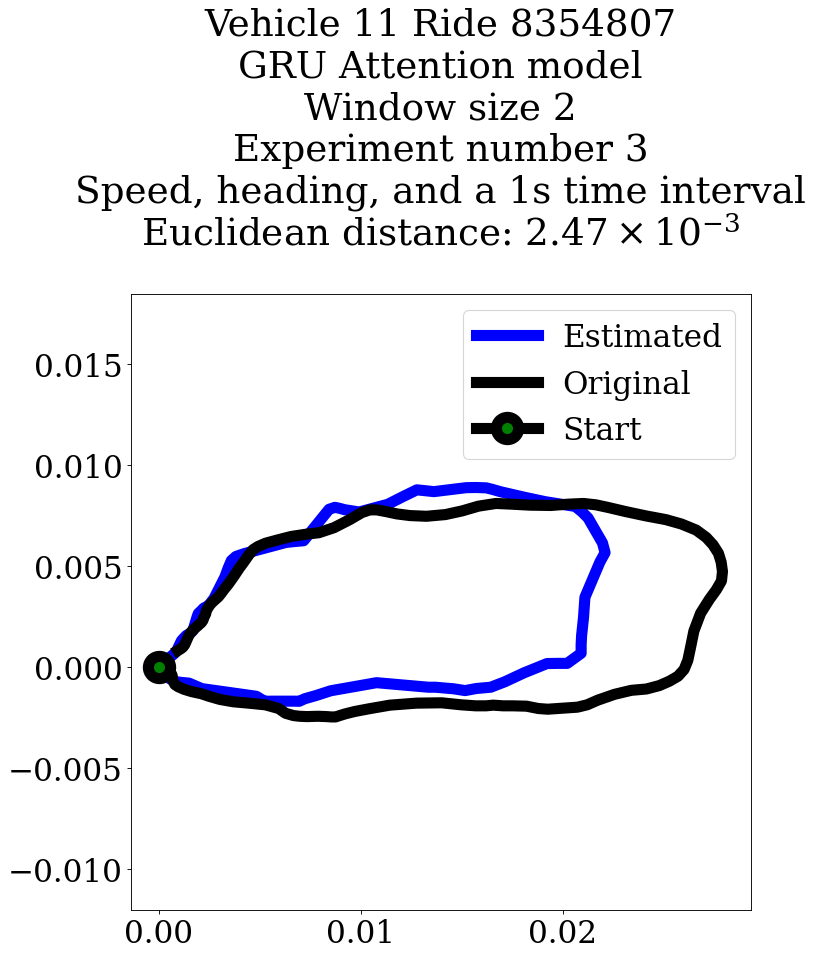 Vehicle 11 Ride 8354807
GRU Attention model
Window size 2
Experiment number 3
Speed, heading, and a 1s time interval
Euclidean distance: 2.47 × 10⁻³
Estimated
Original
Start
0.015
0.010
0.005
0.000
−0.005
−0.010
0.00 0.01 0.02